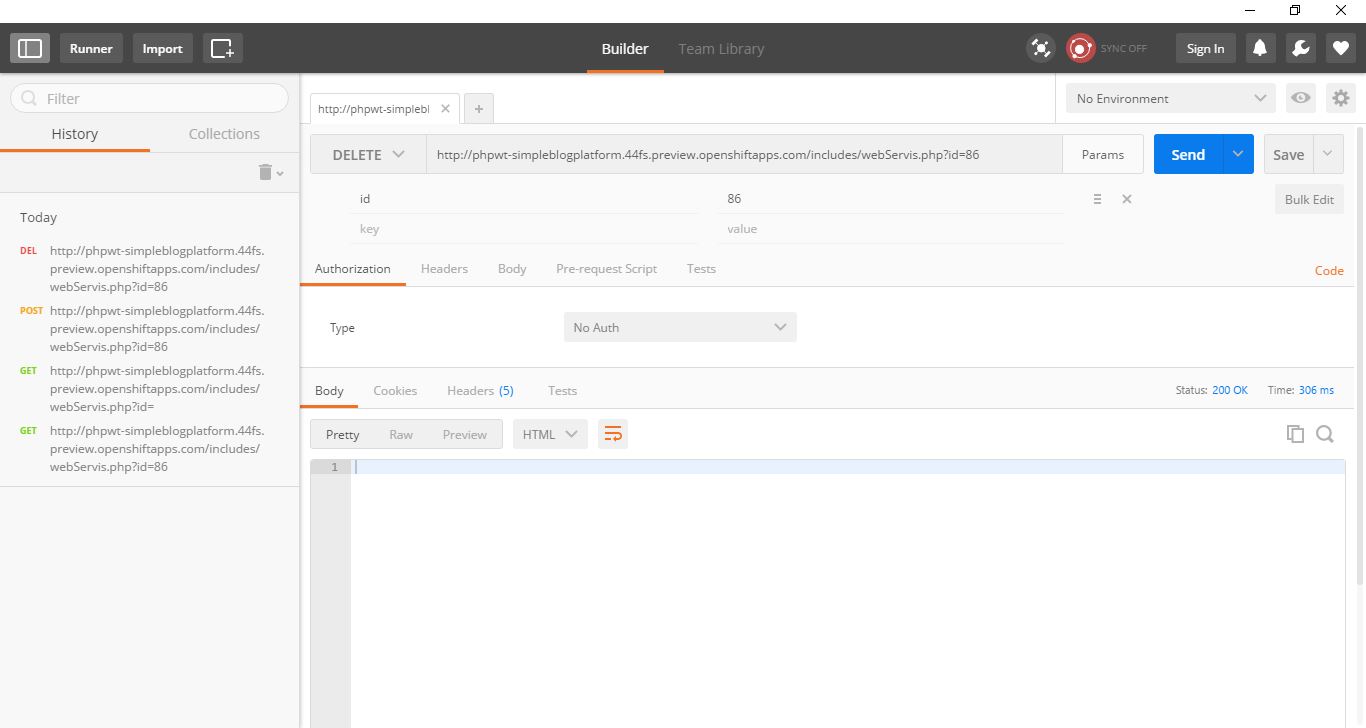 Runner
Import
Builder
Team Library
SYNC OFF
Sign In
Filter
History
Collections
Today
DEL http://phpwt-simpleblogplatform.44fs.
preview.openshiftapps.com/includes/
webServis.php?id=86
POST http://phpwt-simpleblogplatform.44fs.
preview.openshiftapps.com/includes/
webServis.php?id=86
GET http://phpwt-simpleblogplatform.44fs.
preview.openshiftapps.com/includes/
webServis.php?id=
GET http://phpwt-simpleblogplatform.44fs.
preview.openshiftapps.com/includes/
webServis.php?id=86
http://phpwt-simplebl
No Environment
DELETE
http://phpwt-simpleblogplatform.44fs.preview.openshiftapps.com/includes/webServis.php?id=86
Params
Send
Save
id 86
Bulk Edit
key value
Authorization Headers Body Pre-request Script Tests
Code
Type No Auth
Body Cookies Headers (5) Tests
Status: 200 OK Time: 306 ms
Pretty Raw Preview HTML
1